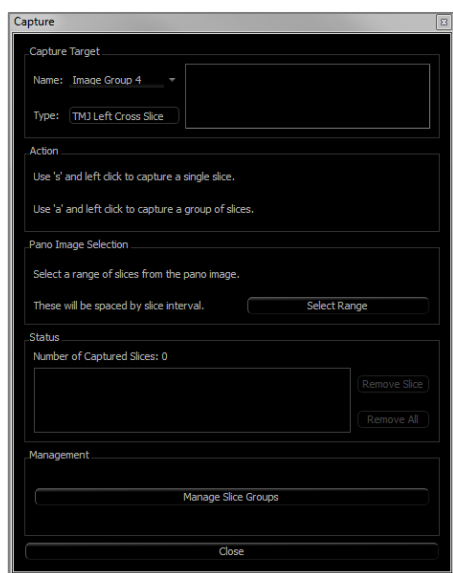 Capture
Capture Target
Name: Image Group 4
Type: TMJ Left Cross Slice
Action
Use 's' and left click to capture a single slice.
Use 'a' and left click to capture a group of slices.
Pano Image Selection
Select a range of slices from the pano image.
These will be spaced by slice interval. Select Range
Status
Number of Captured Slices: 0
Remove Slice
Remove All
Management
Manage Slice Groups
Close